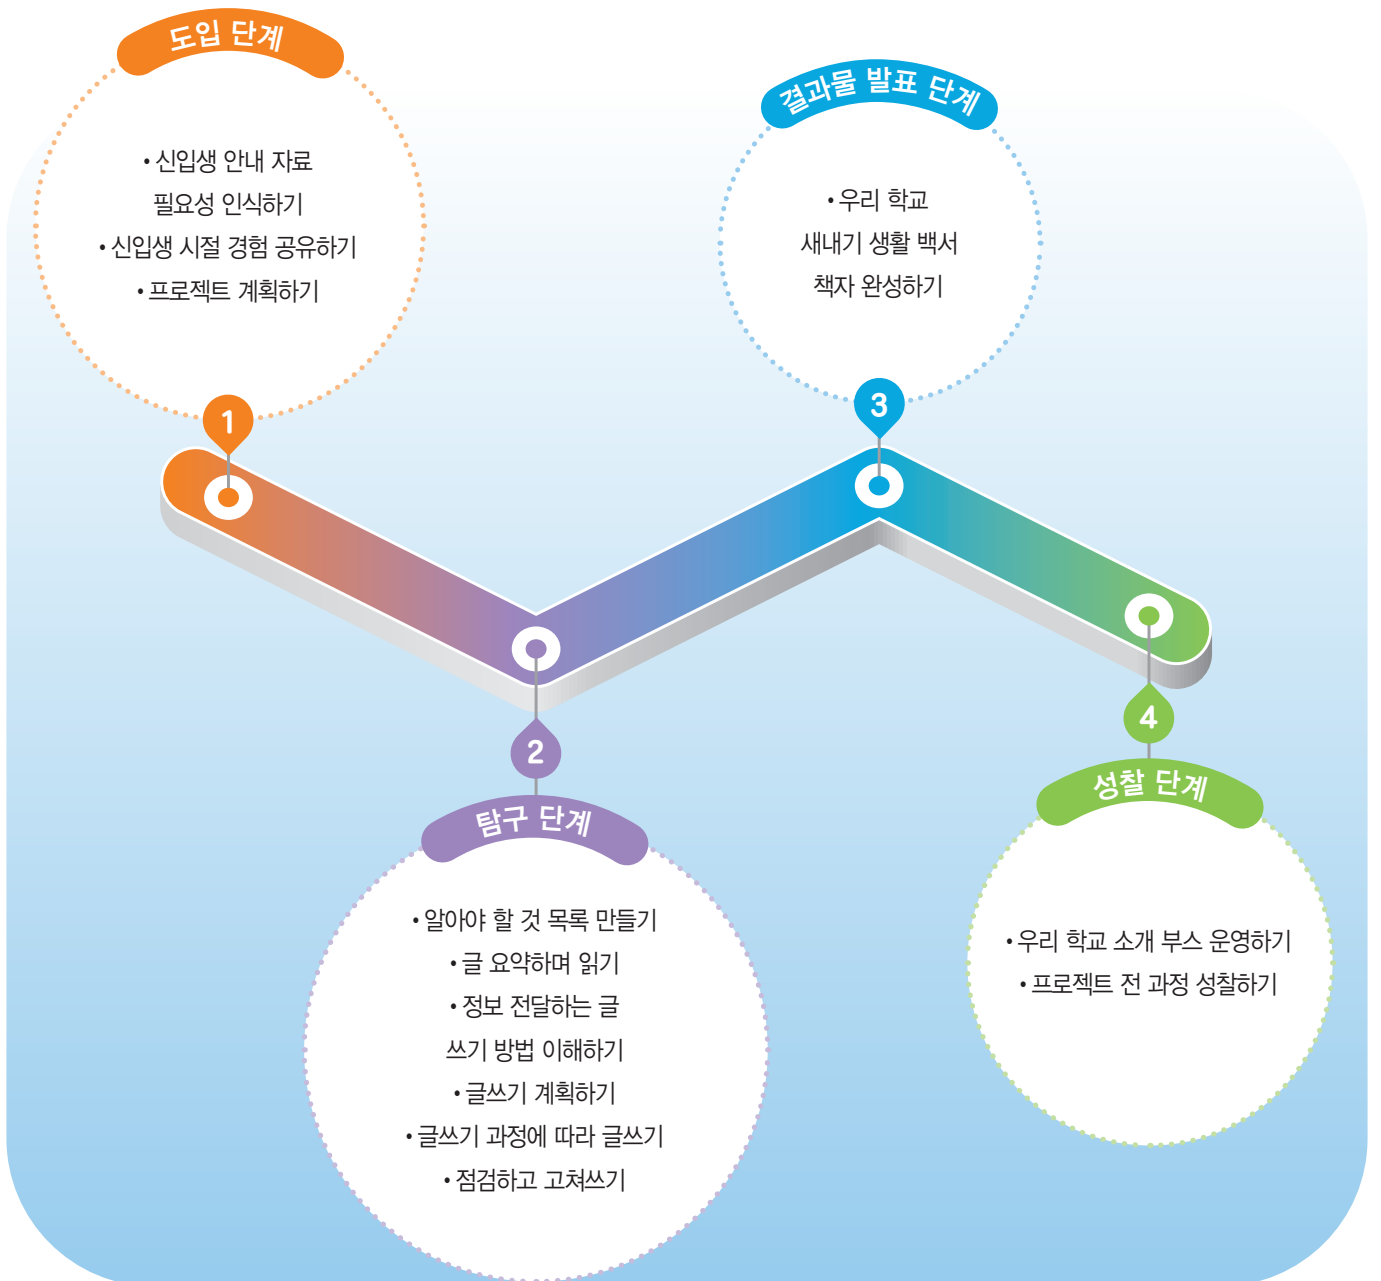 도입 단계
• 신입생 안내 자료
필요성 인식하기
• 신입생 시절 경험 공유하기
• 프로젝트 계획하기
1
2
탐구 단계
• 알아야 할 것 목록 만들기
• 글 요약하며 읽기
• 정보 전달하는 글
쓰기 방법 이해하기
• 글쓰기 계획하기
• 글쓰기 과정에 따라 글쓰기
• 점검하고 고쳐쓰기
결과물 발표 단계
• 우리 학교
새내기 생활 백서
책자 완성하기
3
4
성찰 단계
• 우리 학교 소개 부스 운영하기
• 프로젝트 전 과정 성찰하기